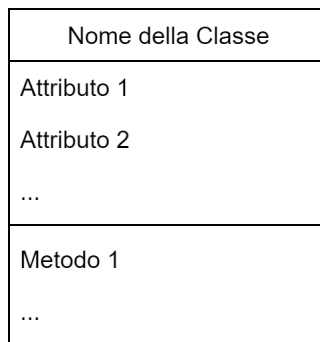 Nome della Classe
Attributo 1
Attributo 2
...
Metodo 1
...